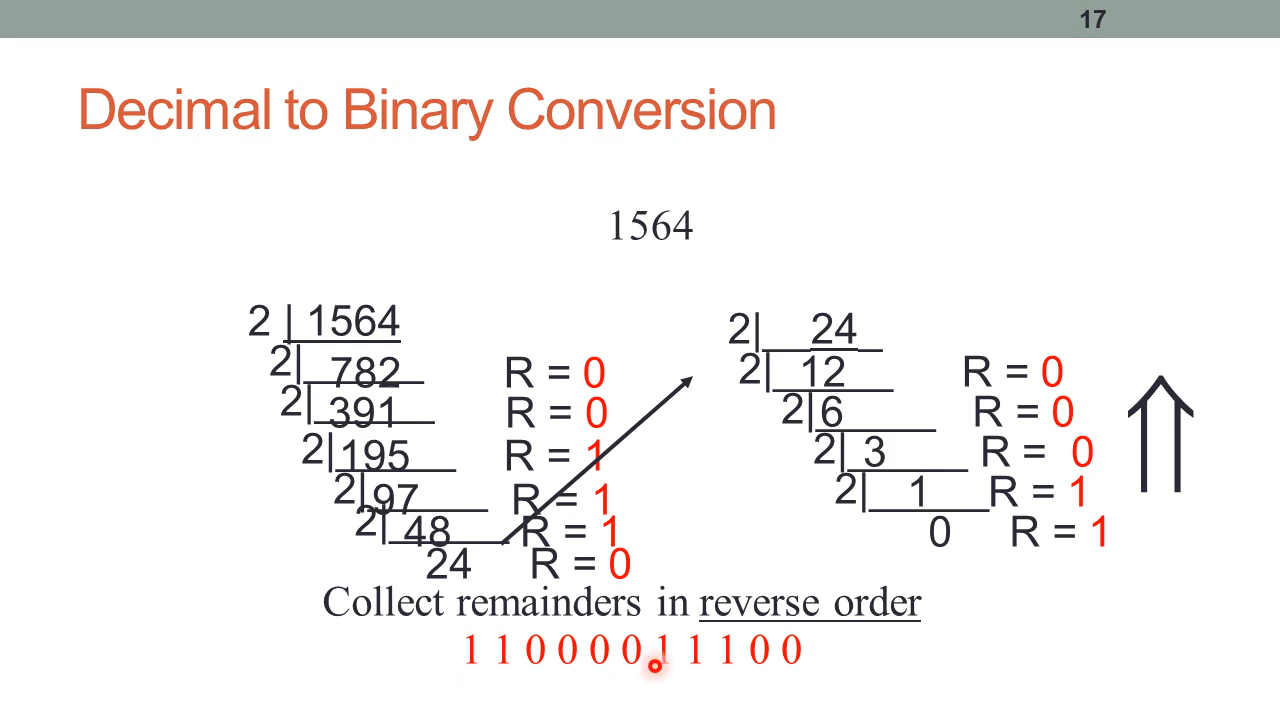 17
Decimal to Binary Conversion
1564
2 | 1564
2| 782 R = 0
2| 391 R = 0
2| 195 R = 1
2| 97 R = 1
2| 48 R = 1
24 R = 0
2| 24
2| 12 R = 0
2| 6 R = 0
2| 3 R = 0
2| 1 R = 1
0 R = 1
Collect remainders in reverse order
1 1 0 0 0 0 1 1 1 0 0